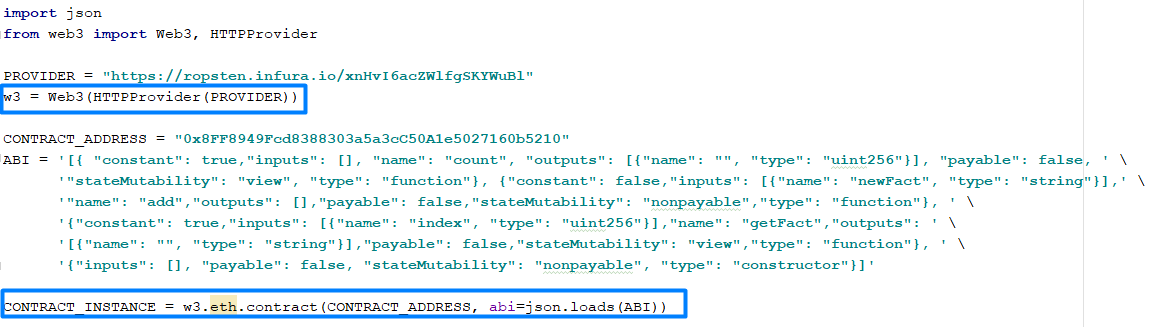 import json
from web3 import Web3, HTTPProvider
PROVIDER = "https://ropsten.infura.io/xnHvI6acZWlfgSKYWuBl"
w3 = Web3(HTTPProvider(PROVIDER))
CONTRACT_ADDRESS = "0x8FF8949Fcd8388303a5a3cC50A1e5027160b5210"
ABI = '[{ "constant": true,"inputs": [], "name": "count", "outputs": [{"name": "", "type": "uint256"}], "payable": false, ' \
'"stateMutability": "view", "type": "function"}, {"constant": false,"inputs": [{"name": "newFact", "type": "string"}],' \
'"name": "add","outputs": [],"payable": false,"stateMutability": "nonpayable","type": "function"}, ' \
'{"constant": true,"inputs": [{"name": "index", "type": "uint256"}],"name": "getFact","outputs": ' \
'[{"name": "", "type": "string"}],"payable": false,"stateMutability": "view","type": "function"}, ' \
'{"inputs": [], "payable": false, "stateMutability": "nonpayable", "type": "constructor"}]'
CONTRACT_INSTANCE = w3.eth.contract(CONTRACT_ADDRESS, abi=json.loads(ABI))